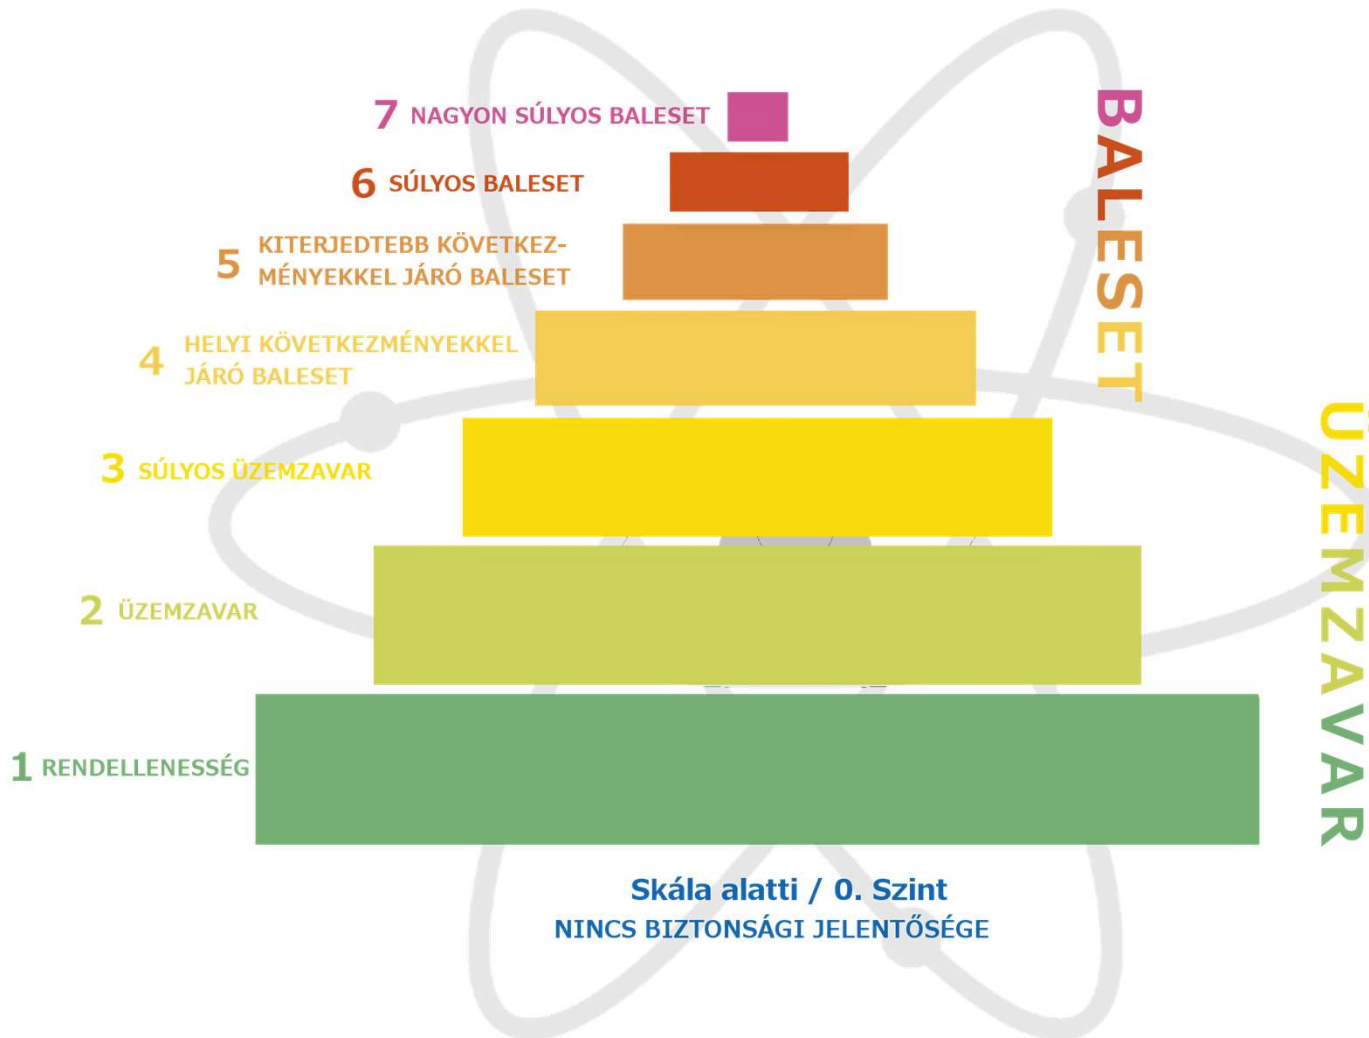 7 NAGYON SÚLYOS BALESET
6 SÚLYOS BALESET
5 KITERJEDTEBB KÖVETKEZ-
MÉNYEKKEL JÁRÓ BALESET
4 HELYI KÖVETKEZMÉNYEKKEL
JÁRÓ BALESET
3 SÚLYOS ÜZEMZAVAR
2 ÜZEMZAVAR
1 RENDELLENESSÉG
Skála alatti / 0. Szint
NINCS BIZTONSÁGI JELENTŐSÉGE
BALESET
ÜZEMZAVAR